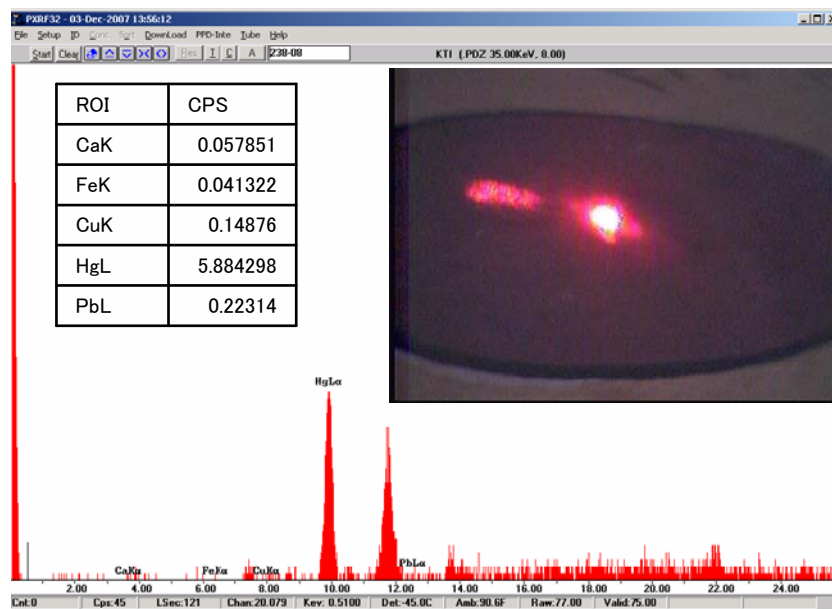 PXRF32 - 03-Dec-2007 13:56:12
File Setup ID Conc Sort DownLoad PPD-Inte Tube Help
Start Clear Res I C A 238-08 KTI (.PDZ 35.00KeV, 8.00)
ROI CPS
CaK 0.057851
FeK 0.041322
CuK 0.14876
HgL 5.884298
PbL 0.22314
HgLα
CaKα FeKα CuKα PbLα
2.00 4.00 6.00 8.00 10.00 12.00 14.00 16.00 18.00 20.00 22.00 24.00
Cnt:0 Cps:45 LSec:121 Chan:20.079 Kev: 0.5100 Det:-45.0C Amb:90.6F Raw:77.00 Valid:75.00